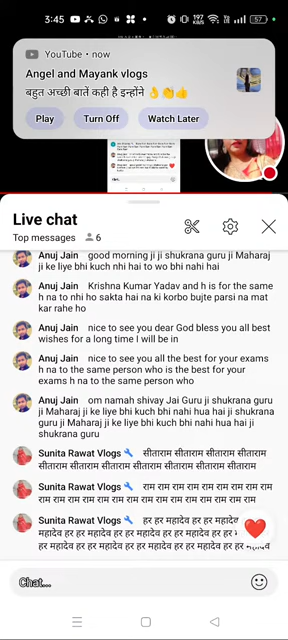 3:45
197 KB/s
57
YouTube • now
Angel and Mayank vlogs
बहुत अच्छी बातें कही है इन्होंने 👌👏👍
Play Turn Off Watch Later
Live chat
Top messages 6
Anuj Jain good morning ji ji shukrana guru ji Maharaj
ji ke liye bhi kuch nhi hai to wo bhi nahi hai
Anuj Jain Krishna Kumar Yadav and h is for the same
h na to nhi ho sakta hai na ki korbo bujte parsi na mat
kar rahe ho
Anuj Jain nice to see you dear God bless you all best
wishes for a long time I will be in
Anuj Jain nice to see you all the best for your exams
h na to the same person who is the best for your
exams h na to the same person who
Anuj Jain om namah shivay Jai Guru ji shukrana guru
ji Maharaj ji ke liye bhi kuch bhi nahi hua hai ji shukrana
guru ji Maharaj ji ke liye bhi kuch bhi nahi hua hai ji
shukrana guru
Sunita Rawat Vlogs 🔧 सीताराम सीताराम सीताराम सीताराम
सीताराम सीताराम सीताराम सीताराम सीताराम सीताराम
Sunita Rawat Vlogs 🔧 राम राम राम राम राम राम राम राम
राम राम राम राम राम राम राम राम राम राम राम राम
Sunita Rawat Vlogs 🔧 हर हर महादेव हर हर
महादेव हर हर महादेव हर हर महादेव हर
हर महादेव हर हर महादेव हर हर महादेव हर हर महादेव
Chat...